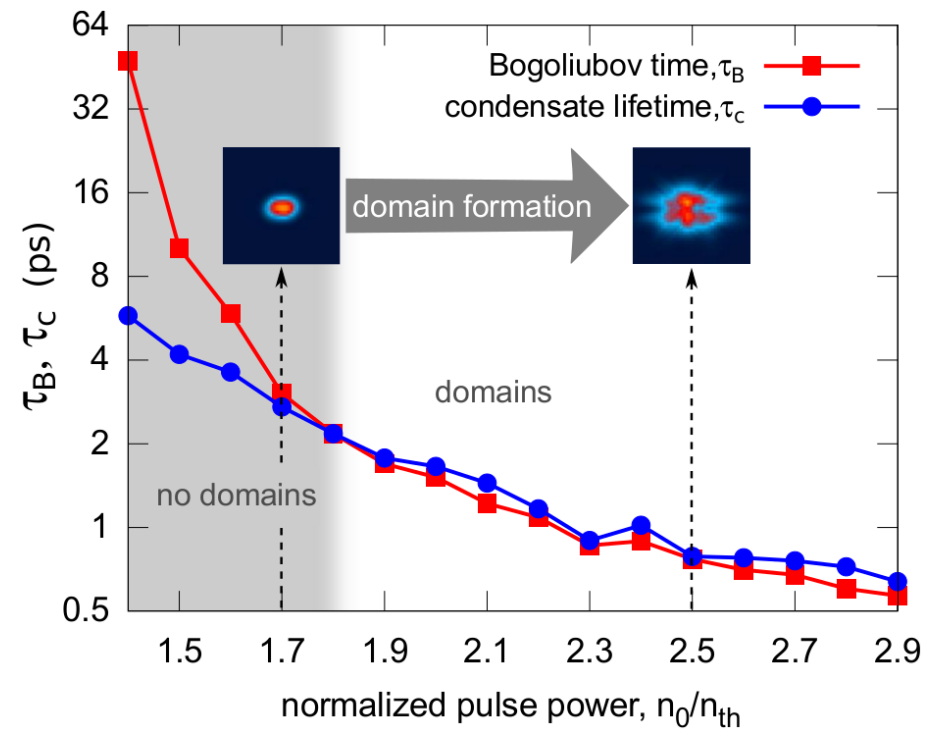 64
32
16
8
4
2
1
0.5
τB, τc (ps)
Bogoliubov time,τB
condensate lifetime,τc
domain formation
domains
no domains
1.5 1.7 1.9 2.1 2.3 2.5 2.7 2.9
normalized pulse power, n0/nth